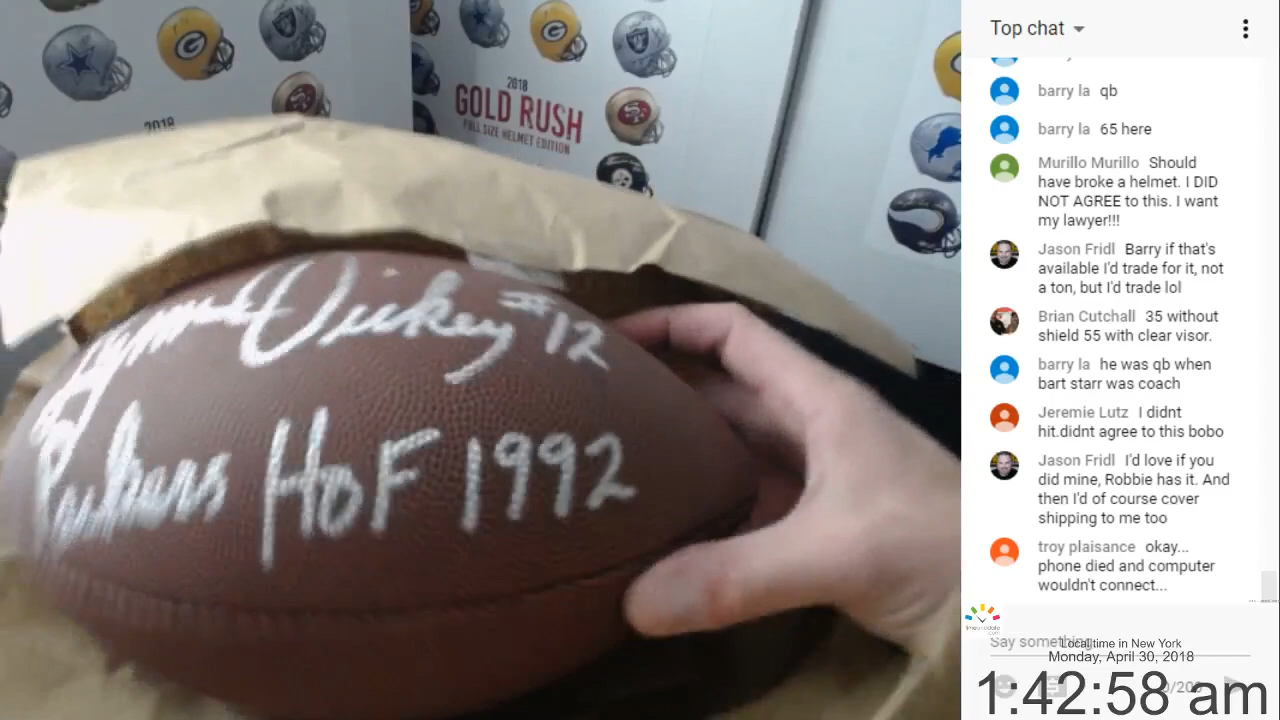 2018
GOLD RUSH
FULL SIZE HELMET EDITION
2018
Lynn Dickey #12
Packers HoF 1992
Top chat
barry la qb
barry la 65 here
Murillo Murillo Should
have broke a helmet. I DID
NOT AGREE to this. I want
my lawyer!!!
Jason Fridl Barry if that's
available I'd trade for it, not
a ton, but I'd trade lol
Brian Cutchall 35 without
shield 55 with clear visor.
barry la he was qb when
bart starr was coach
Jeremie Lutz I didnt
hit.didnt agree to this bobo
Jason Fridl I'd love if you
did mine, Robbie has it. And
then I'd of course cover
shipping to me too
troy plaisance okay...
phone died and computer
wouldn't connect...
Say something
Local time in New York
Monday, April 30, 2018
1:42:58 am